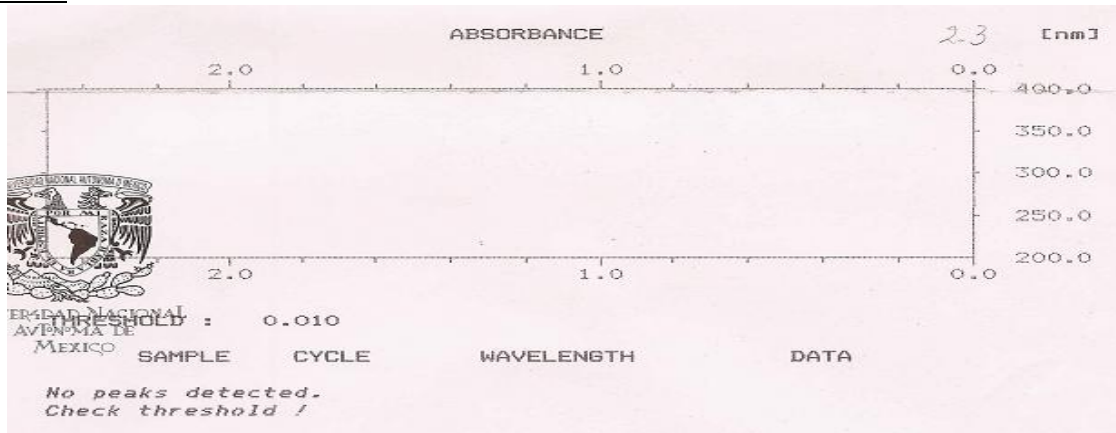 ABSORBANCE 2-3 [nm]
2.0 1.0 0.0
400.0
350.0
300.0
250.0
200.0
2.0 1.0 0.0
THRESHOLD : 0.010
NACIONAL
MEXICO
SAMPLE CYCLE WAVELENGTH DATA
No peaks detected.
Check threshold !